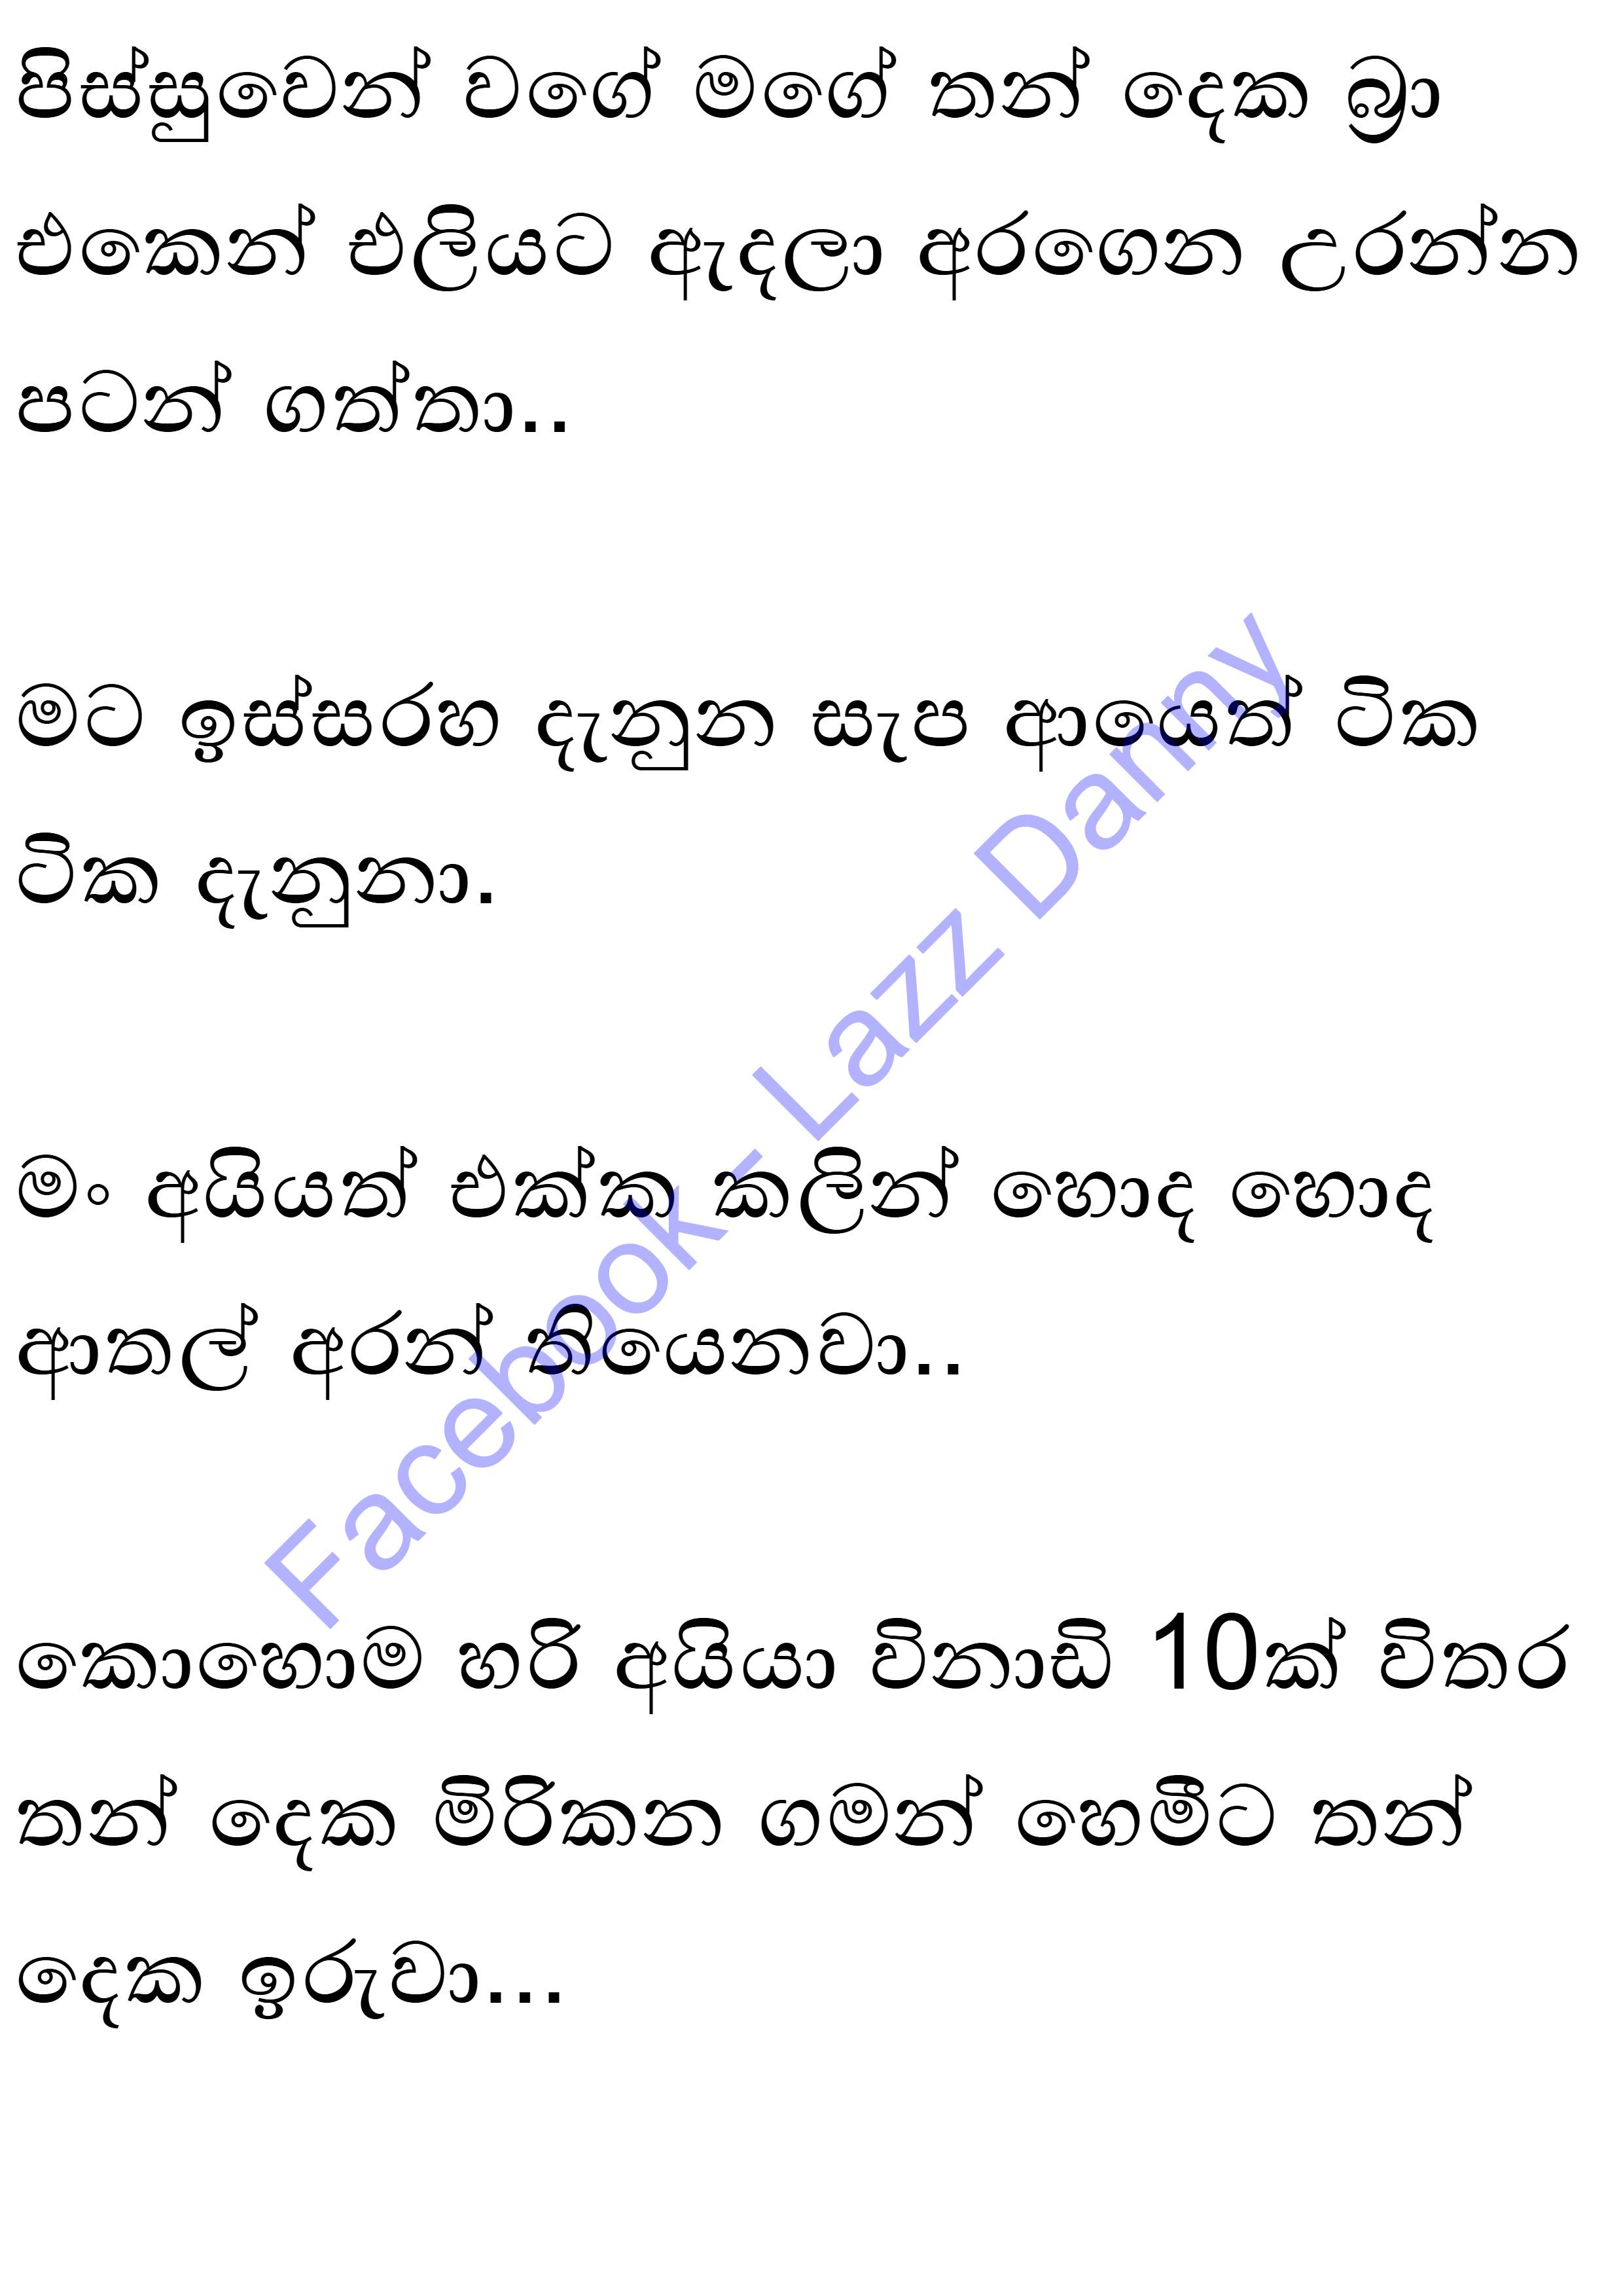 පිස්සුවෙන් වගේ මගේ තන් දෙක බ්‍රා
එකෙන් එලියට ඇදලා අරගෙන උරන්න
පටන් ගත්තා..
මට ඉස්සරහ දැනුන සැප ආයෙත් ටික
ටික දැනුනා.
මං අයියත් එක්ක කලින් හොද හොද
ආතල් අරන් තියෙනවා..
කොහොම හරි අයියා විනාඩි 10ක් විතර
තන් දෙක මිරිකන ගමන් හෙමීට තන්
දෙක ඉරුවා...
Facebook - Lazz Danny